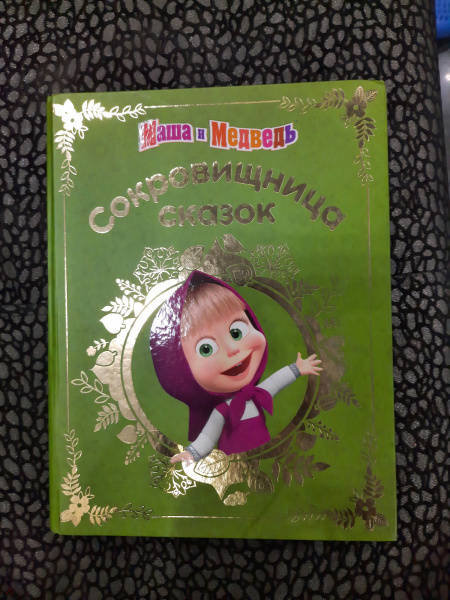 Маша и Медведь
Сокровищница
сказок